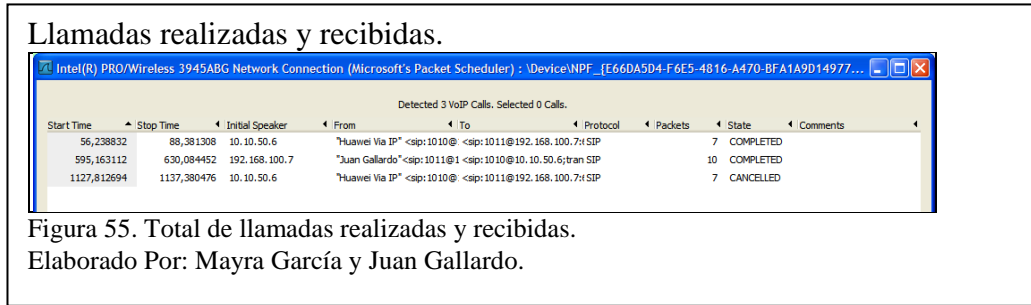 Llamadas realizadas y recibidas.
Intel(R) PRO/Wireless 3945ABG Network Connection (Microsoft's Packet Scheduler) : \Device\NPF_{E66DA5D4-F6E5-4816-A470-BFA1A9D14977...
Detected 3 VoIP Calls. Selected 0 Calls.
Start Time Stop Time Initial Speaker From To Protocol Packets State Comments
56,238832 88,381308 10.10.50.6 "Huawei Via IP" <sip:1010@ <sip:1011@192.168.100.7:( SIP 7 COMPLETED
595,163112 630,084452 192.168.100.7 "Juan Gallardo"<sip:1011@1 <sip:1010@10.10.50.6;tran SIP 10 COMPLETED
1127,812694 1137,380476 10.10.50.6 "Huawei Via IP" <sip:1010@ <sip:1011@192.168.100.7:( SIP 7 CANCELLED
Figura 55. Total de llamadas realizadas y recibidas.
Elaborado Por: Mayra García y Juan Gallardo.